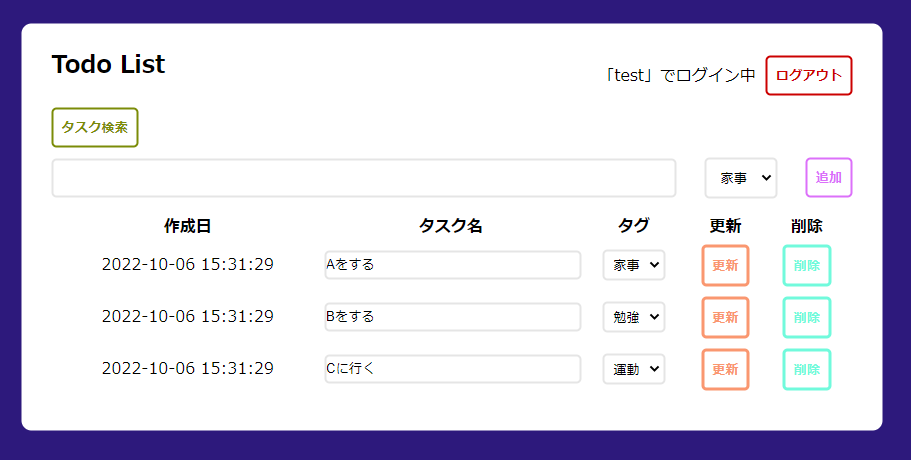 Todo List
「test」でログイン中 ログアウト
タスク検索
家事 追加
作成日 タスク名 タグ 更新 削除
2022-10-06 15:31:29 Aをする 家事 更新 削除
2022-10-06 15:31:29 Bをする 勉強 更新 削除
2022-10-06 15:31:29 Cに行く 運動 更新 削除